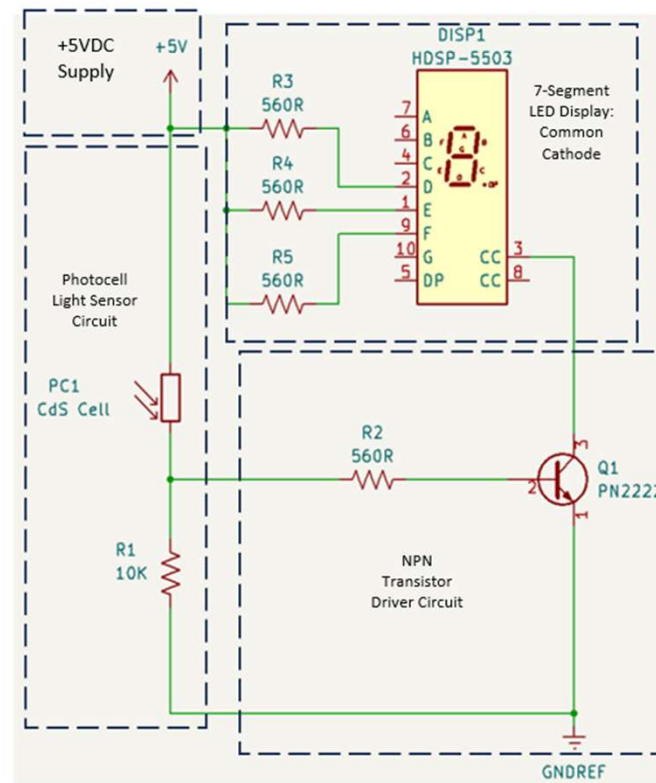 +5VDC
Supply
+5V
DISP1
HDSP-5503
7-Segment
LED Display:
Common
Cathode
R3
560R
R4
560R
R5
560R
7 A
6 B
4 C
2 D
1 E
9 F
10 G
5 DP
CC 3
CC 8
Photocell
Light Sensor
Circuit
PC1
CdS Cell
R2
560R
3
2
1
Q1
PN2222
R1
10K
NPN
Transistor
Driver Circuit
GNDREF